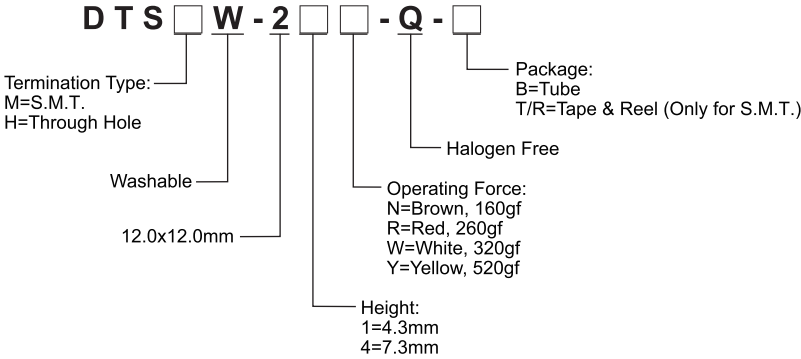 DTS□W-2□□-Q-□
Termination Type:
M=S.M.T.
H=Through Hole
Washable
12.0x12.0mm
Height:
1=4.3mm
4=7.3mm
Operating Force:
N=Brown, 160gf
R=Red, 260gf
W=White, 320gf
Y=Yellow, 520gf
Halogen Free
Package:
B=Tube
T/R=Tape & Reel (Only for S.M.T.)